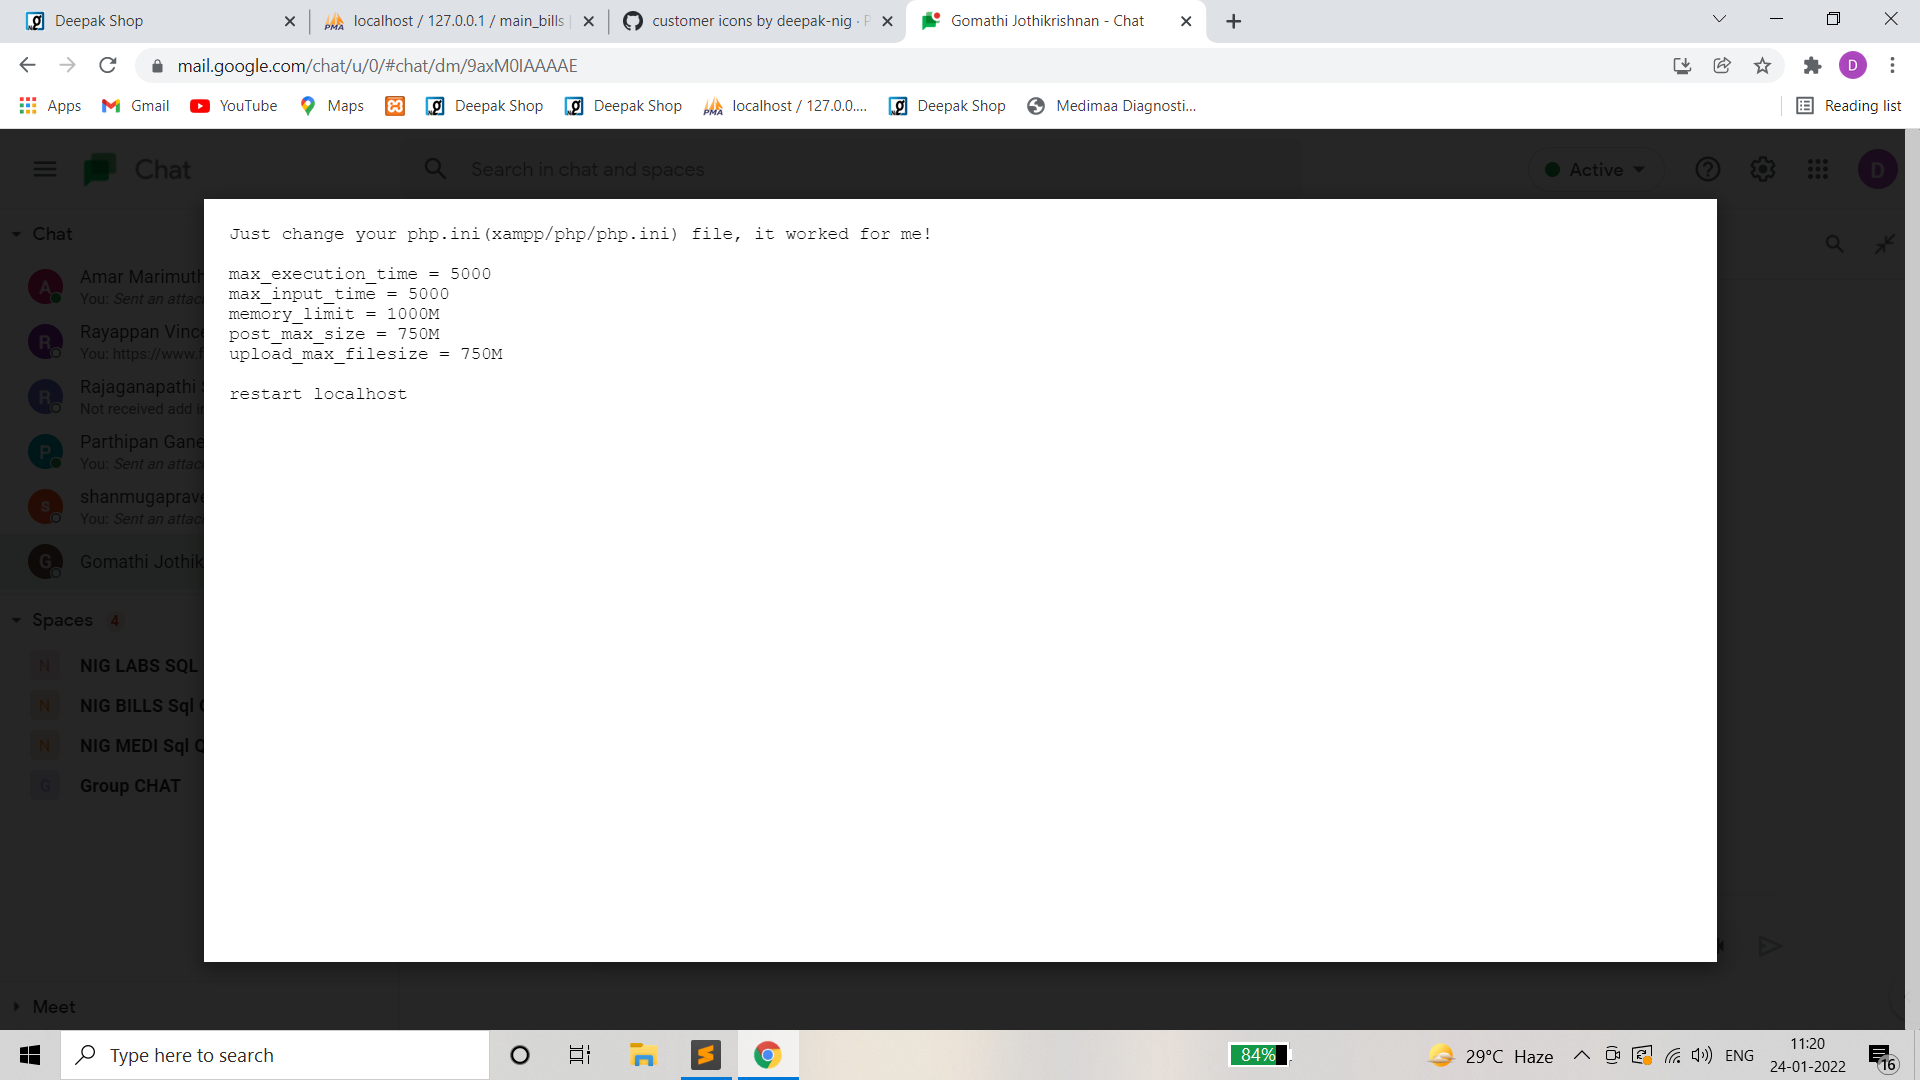 Deepak Shop
localhost / 127.0.0.1 / main_bills
customer icons by deepak-nig · P
Gomathi Jothikrishnan - Chat
mail.google.com/chat/u/0/#chat/dm/9axM0IAAAAE
D
Apps
Gmail
YouTube
Maps
Deepak Shop
Deepak Shop
PMA
localhost / 127.0.0....
Deepak Shop
Medimaa Diagnosti...
Reading list
Chat
Search in chat and spaces
Active
D
Chat
Just change your php.ini(xampp/php/php.ini) file, it worked for me!
max_execution_time = 5000
max_input_time = 5000
memory_limit = 1000M
post_max_size = 750M
upload_max_filesize = 750M
restart localhost
A
Amar Marimuth
You: Sent an attac
R
Rayappan Vince
You: https://www.f
R
Rajaganapathi
Not received add i
P
Parthipan Gane
You: Sent an attac
S
shanmugaprave
You: Sent an attac
G
Gomathi Jothik
Spaces 4
N
NIG LABS SQL
N
NIG BILLS Sql
N
NIG MEDI Sql Q
G
Group CHAT
Meet
Type here to search
84%
29°C Haze
ENG
11:20
24-01-2022
16